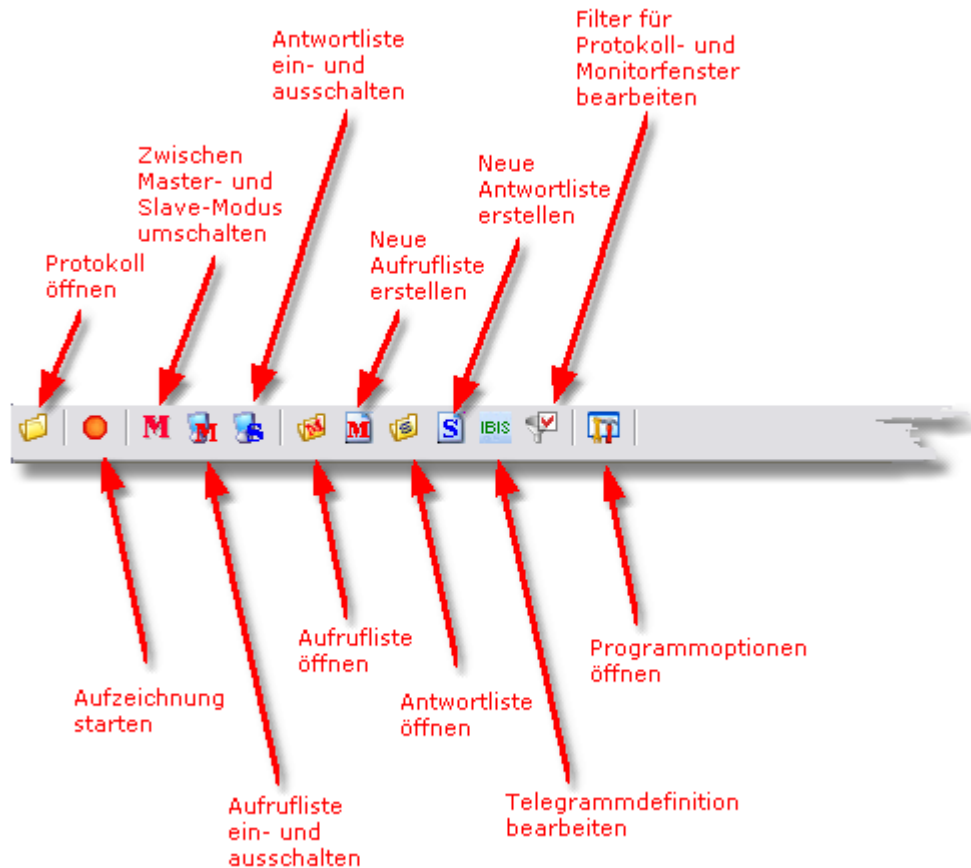 Filter für
Protokoll- und
Monitorfenster
bearbeiten
Antwortliste
ein- und
ausschalten
Zwischen
Master- und
Slave-Modus
umschalten
Neue
Antwortliste
erstellen
Neue
Aufrufliste
erstellen
Protokoll
öffnen
M M S M M S S IBIS
Aufrufliste
öffnen
Programmoptionen
öffnen
Aufzeichnung
starten
Antwortliste
öffnen
Aufrufliste
ein- und
ausschalten
Telegrammdefinition
bearbeiten